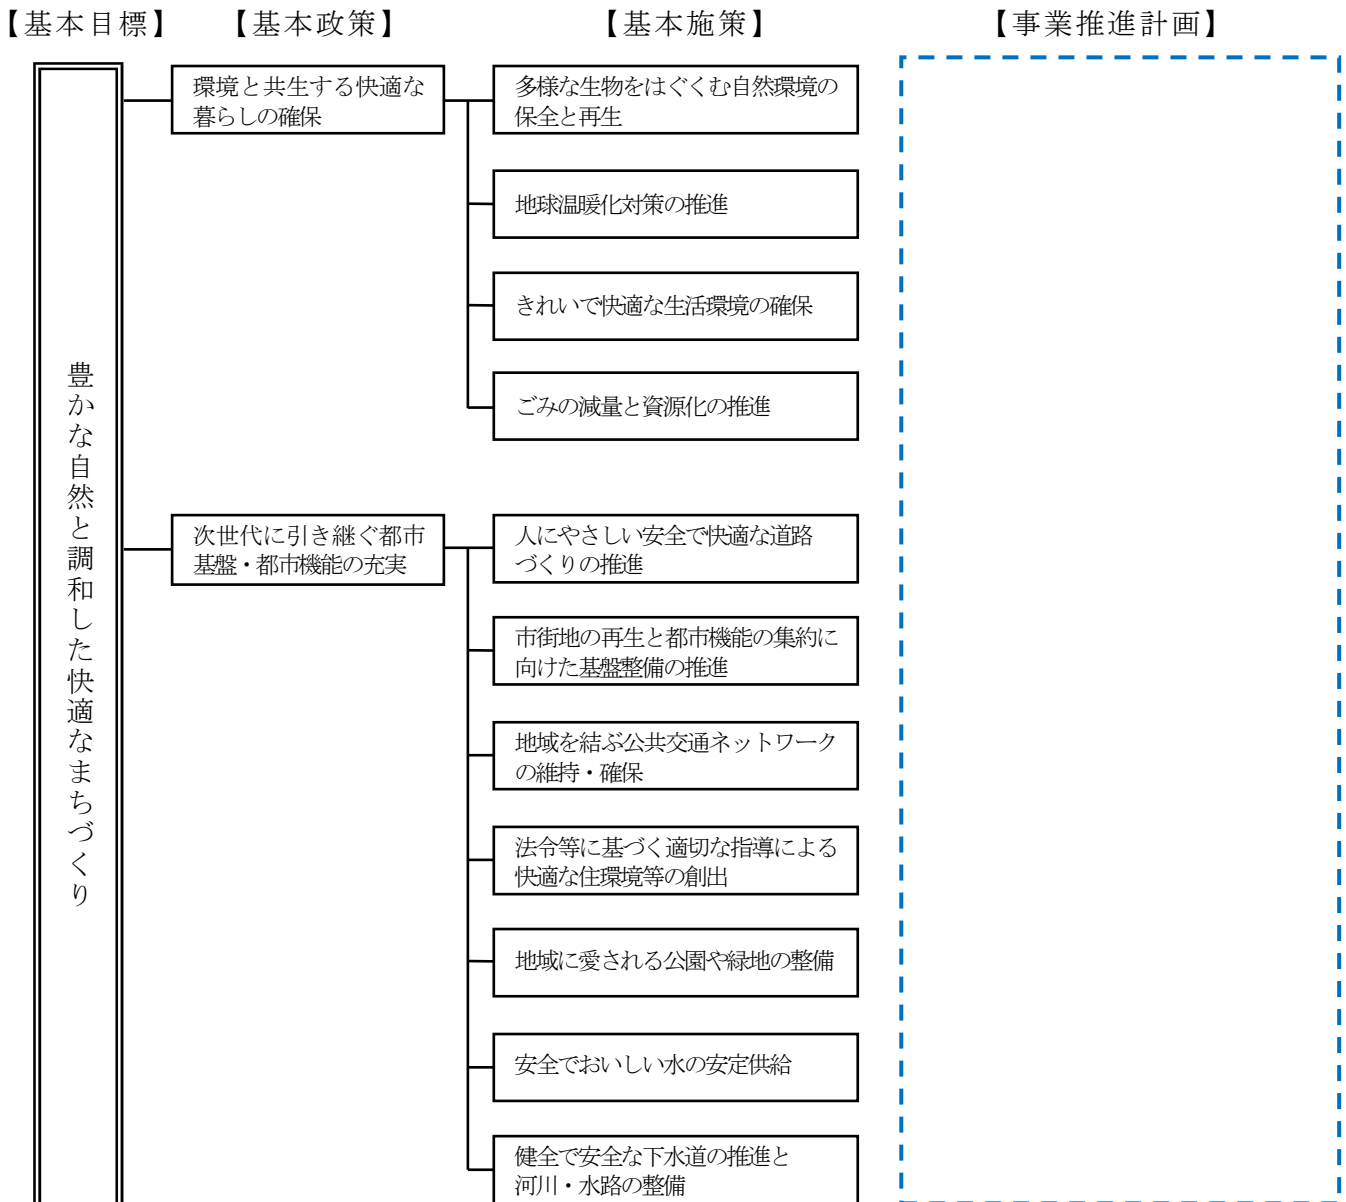 【基本目標】 【基本政策】 【基本施策】 【事業推進計画】
豊かな自然と調和した快適なまちづくり
環境と共生する快適な
暮らしの確保
多様な生物をはぐくむ自然環境の
保全と再生
地球温暖化対策の推進
きれいで快適な生活環境の確保
ごみの減量と資源化の推進
次世代に引き継ぐ都市
基盤・都市機能の充実
人にやさしい安全で快適な道路
づくりの推進
市街地の再生と都市機能の集約に
向けた基盤整備の推進
地域を結ぶ公共交通ネットワーク
の維持・確保
法令等に基づく適切な指導による
快適な住環境等の創出
地域に愛される公園や緑地の整備
安全でおいしい水の安定供給
健全で安全な下水道の推進と
河川・水路の整備